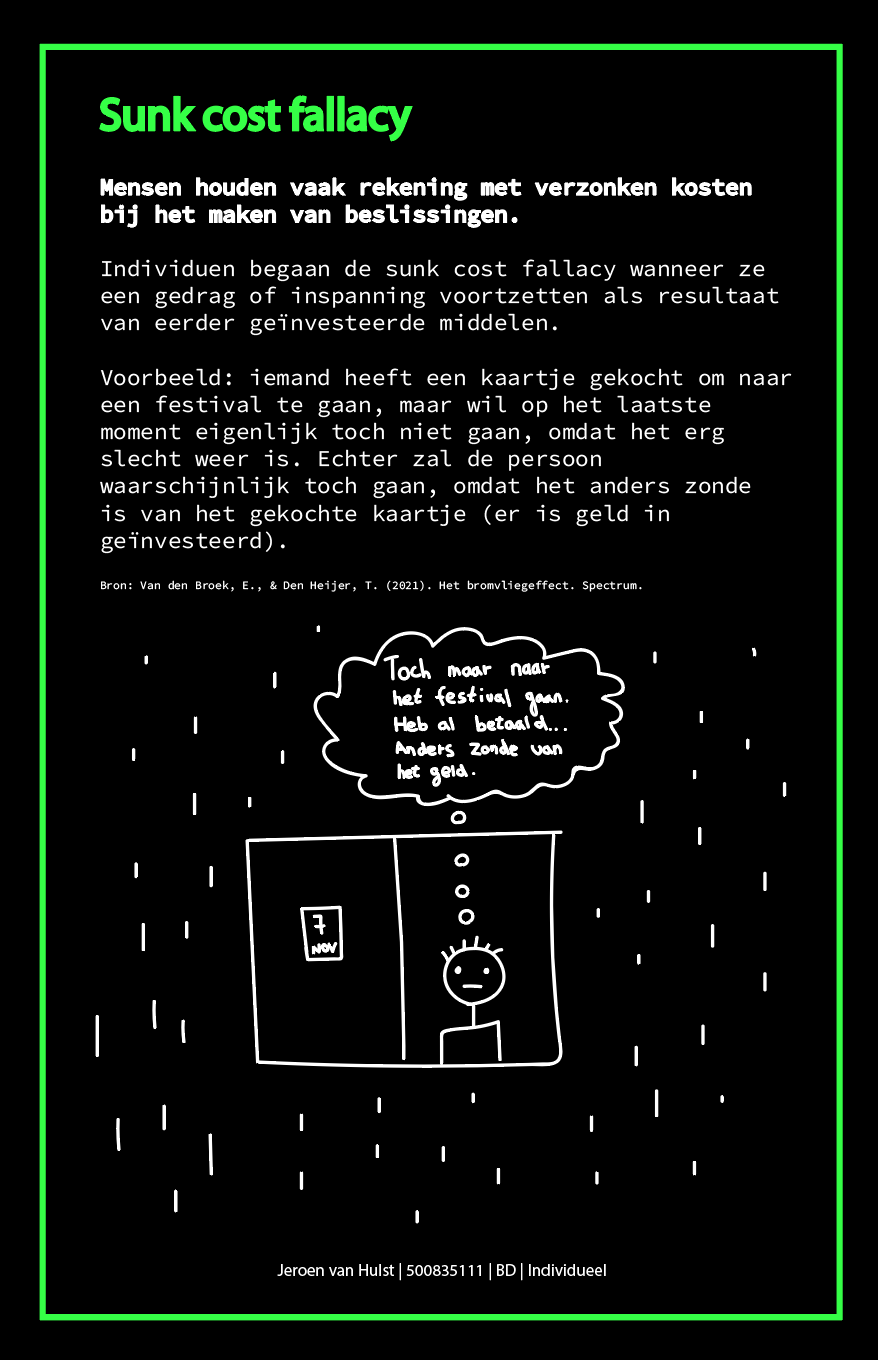 Sunk cost fallacy
Mensen houden vaak rekening met verzonken kosten
bij het maken van beslissingen.
Individuen begaan de sunk cost fallacy wanneer ze
een gedrag of inspanning voortzetten als resultaat
van eerder geïnvesteerde middelen.
Voorbeeld: iemand heeft een kaartje gekocht om naar
een festival te gaan, maar wil op het laatste
moment eigenlijk toch niet gaan, omdat het erg
slecht weer is. Echter zal de persoon
waarschijnlijk toch gaan, omdat het anders zonde
is van het gekochte kaartje (er is geld in
geïnvesteerd).
Bron: Van den Broek, E., & Den Heijer, T. (2021). Het bromvliegeffect. Spectrum.
Toch maar naar
het festival gaan.
Heb al betaald...
Anders zonde van
het geld.
7
NOV
Jeroen van Hulst | 500835111 | BD | Individueel